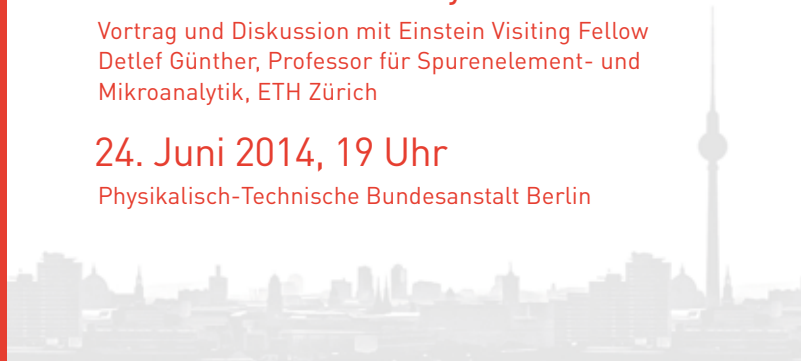 Vortrag und Diskussion mit Einstein Visiting Fellow
Detlef Günther, Professor für Spurenelement- und
Mikroanalytik, ETH Zürich
24. Juni 2014, 19 Uhr
Physikalisch-Technische Bundesanstalt Berlin